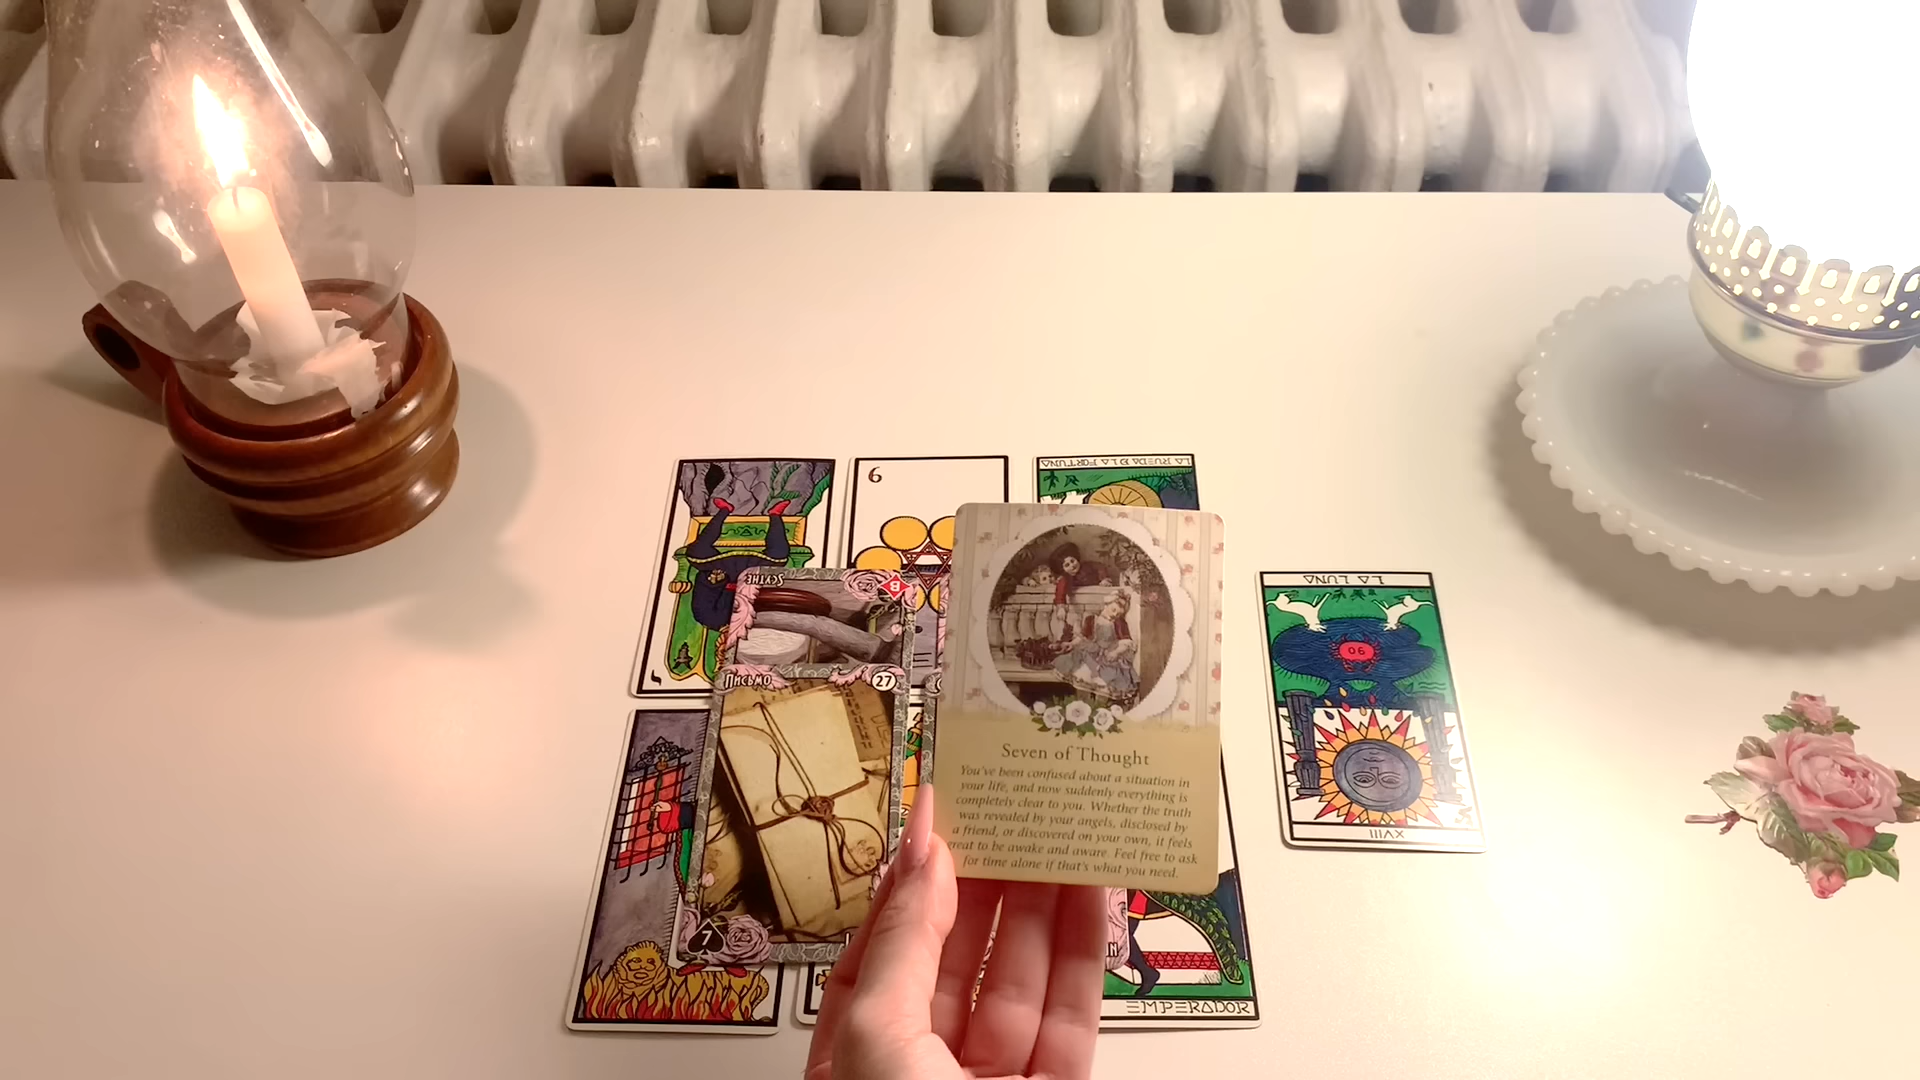 LA RUEDA D LA FORTUNA
6
SCYTHE
B
Письмо
27
7
LA LUNA
90
XVIII
Seven of Thought
You've been confused about a situation in
your life, and now suddenly everything is
completely clear to you. Whether the truth
was revealed by your angels, disclosed by
a friend, or discovered on your own, it feels
great to be awake and aware. Feel free to ask
for time alone if that's what you need.
EMPERADOR